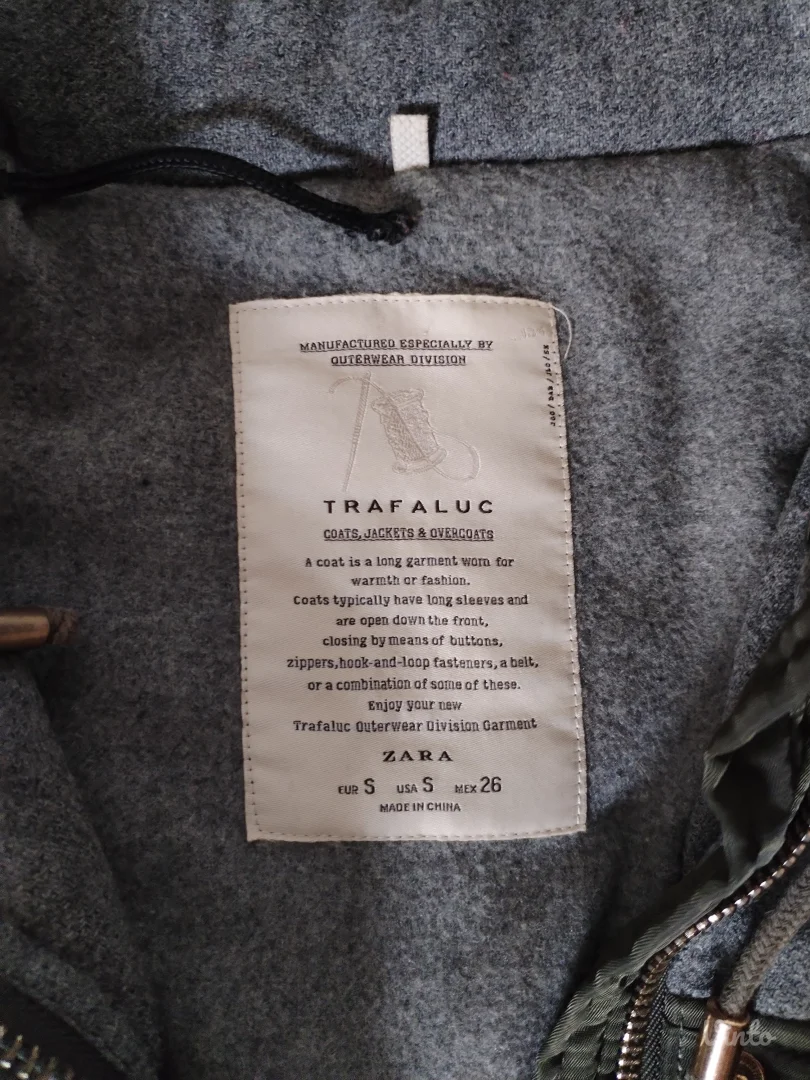 MANUFACTURED ESPECIALLY BY
OUTERWEAR DIVISION
TRAFALUC
COATS, JACKETS & OVERCOATS
A coat is a long garment worn for
warmth or fashion.
Coats typically have long sleeves and
are open down the front,
closing by means of buttons,
zippers, hook-and-loop fasteners, a belt,
or a combination of some of these.
Enjoy your new
Trafaluc Outerwear Division Garment
ZARA
EUR S USA S MEX 26
MADE IN CHINA